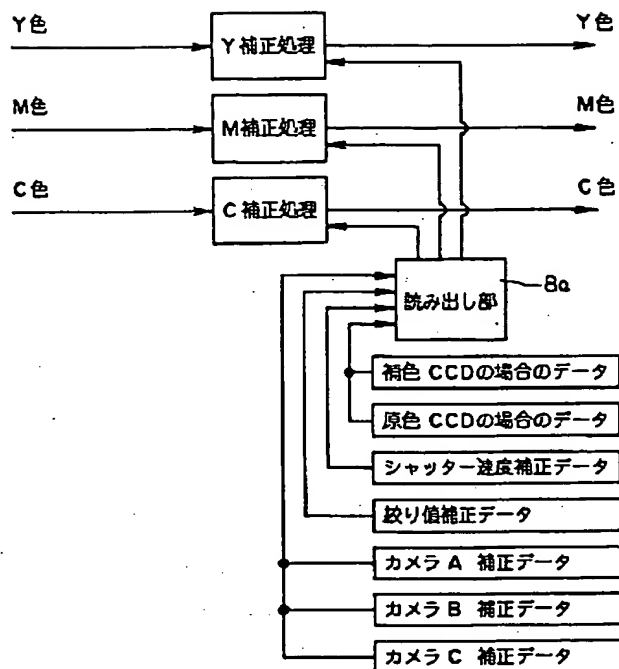 Y色
Y補正処理
Y色
M色
M補正処理
M色
C色
C補正処理
C色
読み出し部
8a
補色 CCDの場合のデータ
原色 CCDの場合のデータ
シャッター速度補正データ
絞り値補正データ
カメラ A 補正データ
カメラ B 補正データ
カメラ C 補正データ